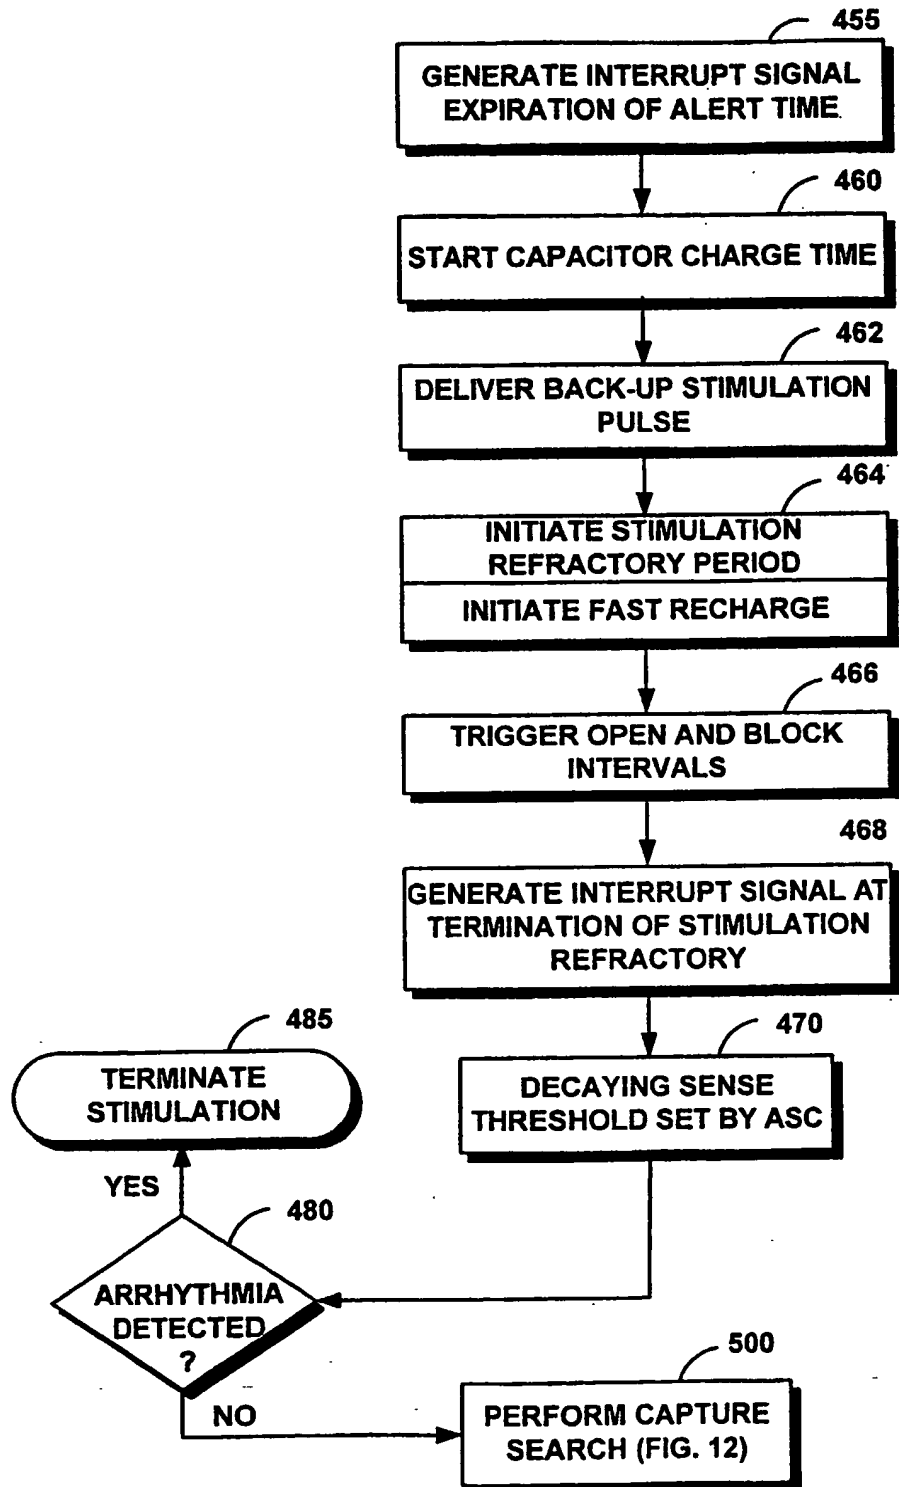 455
GENERATE INTERRUPT SIGNAL
EXPIRATION OF ALERT TIME
460
START CAPACITOR CHARGE TIME
462
DELIVER BACK-UP STIMULATION
PULSE
464
INITIATE STIMULATION
REFRACTORY PERIOD
INITIATE FAST RECHARGE
466
TRIGGER OPEN AND BLOCK
INTERVALS
468
GENERATE INTERRUPT SIGNAL AT
TERMINATION OF STIMULATION
REFRACTORY
470
DECAYING SENSE
THRESHOLD SET BY ASC
485
TERMINATE
STIMULATION
YES
480
ARRHYTHMIA
DETECTED
?
NO
500
PERFORM CAPTURE
SEARCH (FIG. 12)